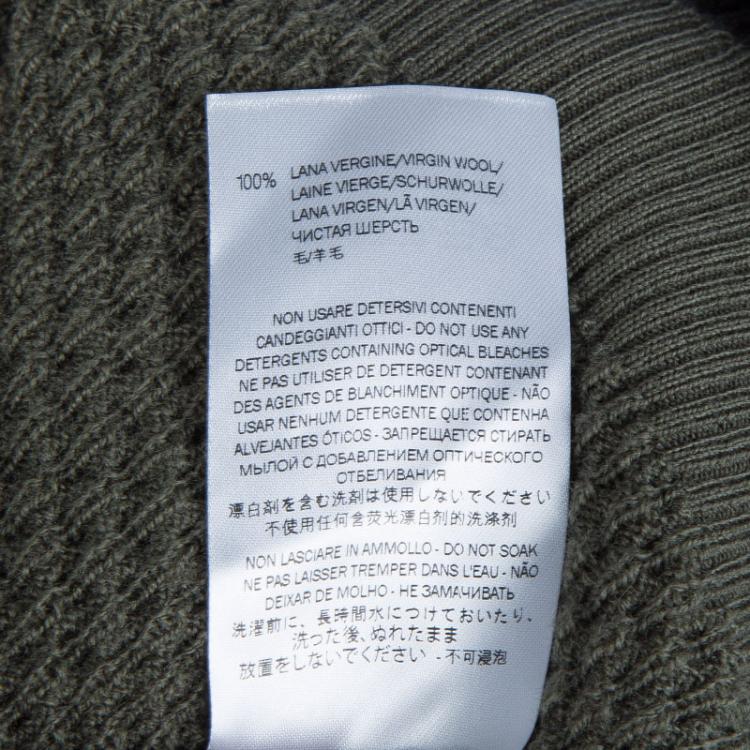 100% LANA VERGINE/VIRGIN WOOL/
LAINE VIERGE/SCHURWOLLE/
LANA VIRGEN/LÃ VIRGEN/
ЧИСТАЯ ШЕРСТЬ
毛/羊毛
NON USARE DETERSIVI CONTENENTI
CANDEGGIANTI OTTICI - DO NOT USE ANY
DETERGENTS CONTAINING OPTICAL BLEACHES
NE PAS UTILISER DE DETERGENT CONTENANT
DES AGENTS DE BLANCHIMENT OPTIQUE - NÃO
USAR NENHUM DETERGENTE QUE CONTENHA
ALVEJANTES ÓTICOS - ЗАПРЕЩАЕТСЯ СТИРАТЬ
МЫЛОЙ С ДОБАВЛЕНИЕМ ОПТИЧЕСКОГО
ОТБЕЛИВАНИЯ
漂白剤を含む洗剤は使用しないでください
不使用任何含荧光漂白剂的洗涤剂
NON LASCIARE IN AMMOLLO - DO NOT SOAK
NE PAS LAISSER TREMPER DANS L'EAU - NÃO
DEIXAR DE MOLHO - НЕ ЗАМАЧИВАТЬ
洗濯前に、長時間水につけておいたり、
洗った後、ぬれたまま
放置をしないでください - 不可浸泡